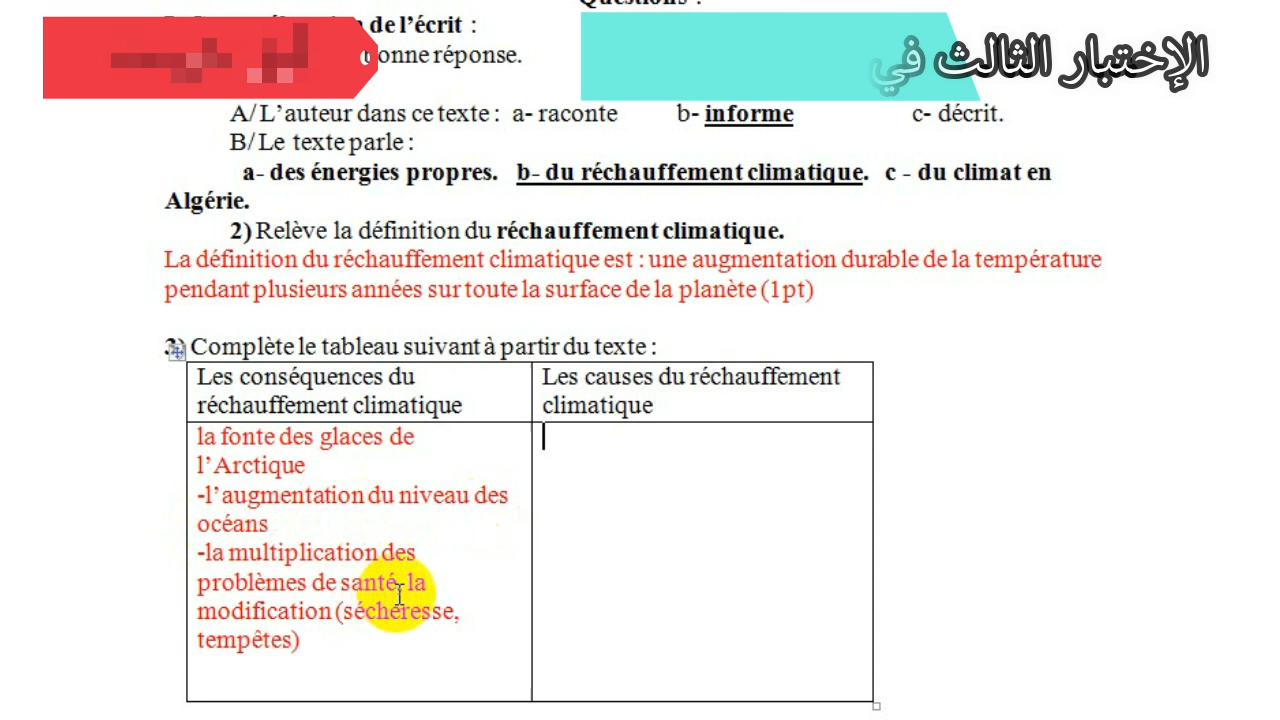 Questions :
de l’écrit :
bonne réponse.
الإختبار الثالث في
A/ L’auteur dans ce texte : a- raconte b- informe c- décrit.
B/ Le texte parle :
a- des énergies propres. b- du réchauffement climatique. c - du climat en
Algérie.
2) Relève la définition du réchauffement climatique.
La définition du réchauffement climatique est : une augmentation durable de la température
pendant plusieurs années sur toute la surface de la planète (1pt)
3) Complète le tableau suivant à partir du texte :
Les conséquences du
réchauffement climatique
Les causes du réchauffement
climatique
la fonte des glaces de
l’Arctique
-l’augmentation du niveau des
océans
-la multiplication des
problèmes de santé,la
modification (sécheresse,
tempêtes)